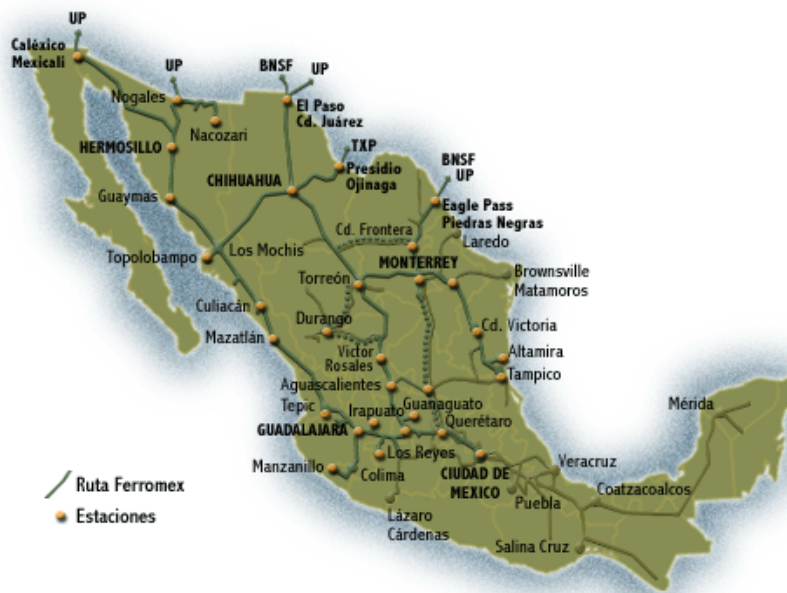 UP
Caléxico
Mexicali
UP
BNSF
UP
Nogales
Nacozari
El Paso
Cd. Juárez
HERMOSILLO
TXP
Presidio
Ojinaga
CHIHUAHUA
BNSF
UP
Guaymas
Eagle Pass
Piedras Negras
Cd. Frontera
Laredo
Topolobampo
Los Mochis
MONTERREY
Torreón
Brownsville
Matamoros
Culiacán
Durango
Cd. Victoria
Mazatlán
Victor
Rosales
Altamira
Tampico
Aguascalientes
Tepic
Irapuato
Guanaguato
Querétaro
Mérida
GUADALAJARA
Los Reyes
Manzanillo
Colima
CIUDAD DE
MEXICO
Veracruz
Puebla
Coatzacoalcos
Lázaro
Cárdenas
Salina Cruz
Ruta Ferromex
Estaciones